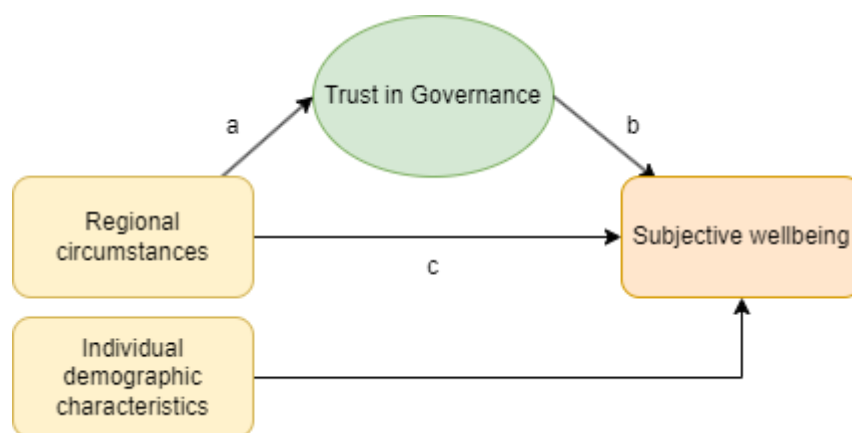 Trust in Governance
a
b
Regional
circumstances
Subjective wellbeing
c
Individual
demographic
characteristics